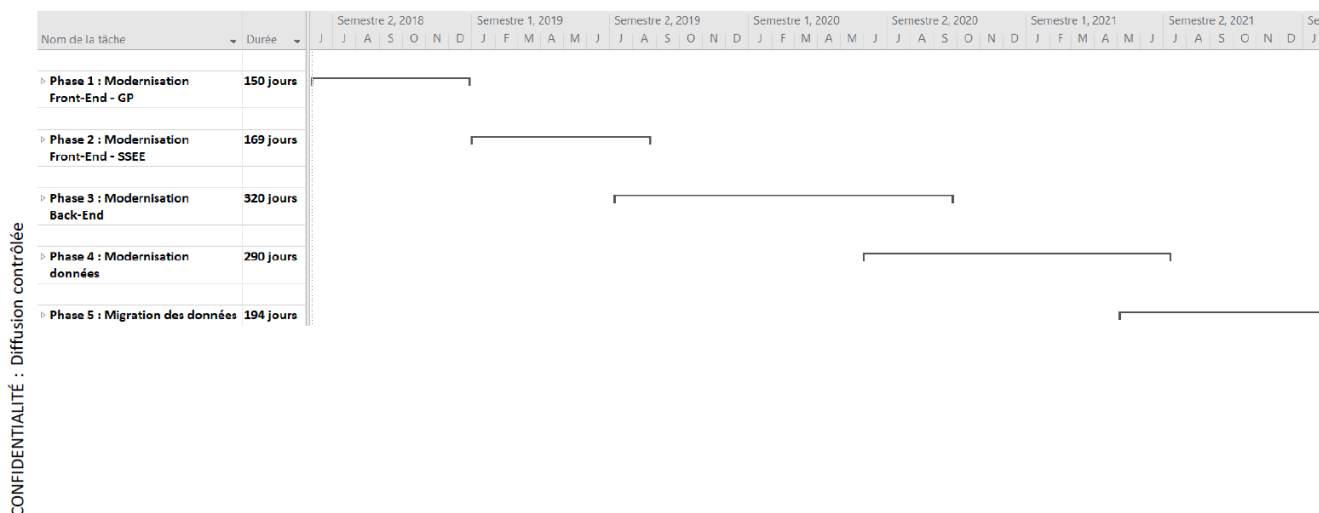 Semestre 2, 2018 Semestre 1, 2019 Semestre 2, 2019 Semestre 1, 2020 Semestre 2, 2020 Semestre 1, 2021 Semestre 2, 2021 Se
Nom de la tâche Durée J J A S O N D J F M A M J J A S O N D J F M A M J J A S O N D J F M A M J J A S O N D J
Phase 1 : Modernisation 150 jours
Front-End - GP
Phase 2 : Modernisation 169 jours
Front-End - SSEE
Phase 3 : Modernisation 320 jours
Back-End
Phase 4 : Modernisation 290 jours
données
Phase 5 : Migration des données 194 jours
CONFIDENTIALITÉ : Diffusion contrôlée